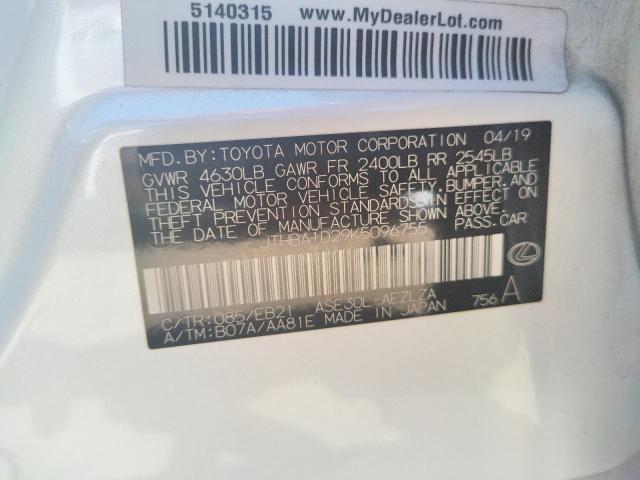 5140315 www.MyDealerLot.com
MFD.BY:TOYOTA MOTOR CORPORATION 04/19
GVWR 4630LB GAWR FR 2400LB RR 2545LB
THIS VEHICLE CONFORMS TO ALL APPLICABLE
FEDERAL MOTOR VEHICLE SAFETY,BUMPER,AND
THEFT PREVENTION STANDARDS IN EFFECT ON
THE DATE OF MANUFACTURE SHOWN ABOVE.
JTHBA1D29K5096755 PASS.CAR
C/TR:085/EB21 ASE30L-AEZLZA
A/TM:B07A/AA81E MADE IN JAPAN 756 A